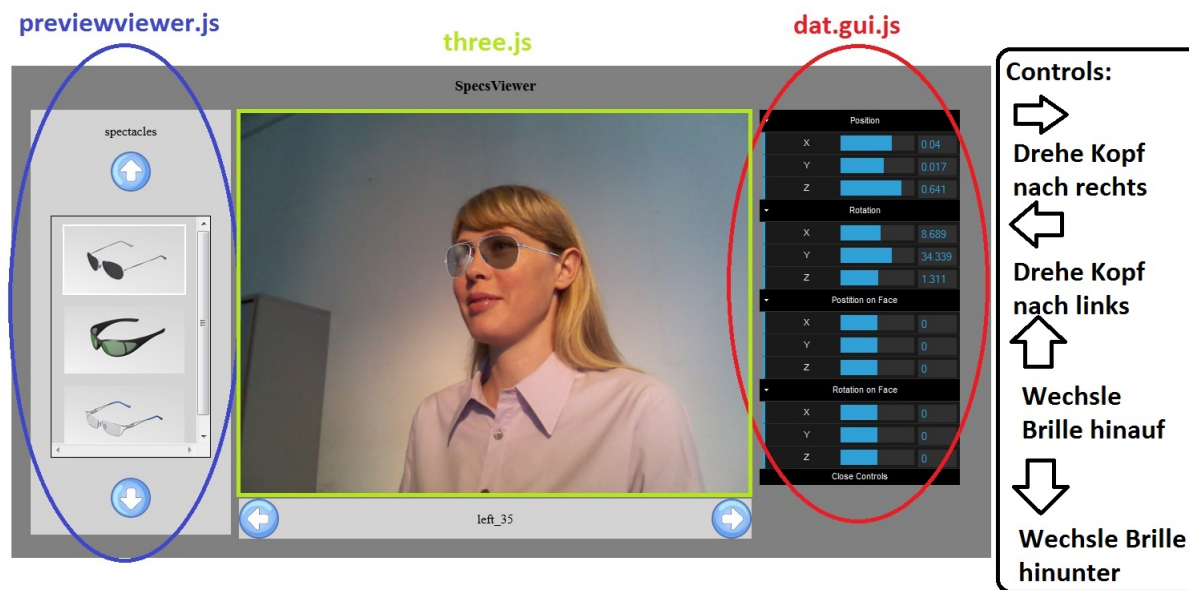 previewviewer.js
three.js
dat.gui.js
SpecsViewer
spectacles
left_35
Position
X 0.04
Y 0.017
Z 0.641
Rotation
X 8.689
Y 34.339
Z 1.311
Postition on Face
X 0
Y 0
Z 0
Rotation on Face
X 0
Y 0
Z 0
Close Controls
Controls:
Drehe Kopf
nach rechts
Drehe Kopf
nach links
Wechsle
Brille hinauf
Wechsle Brille
hinunter